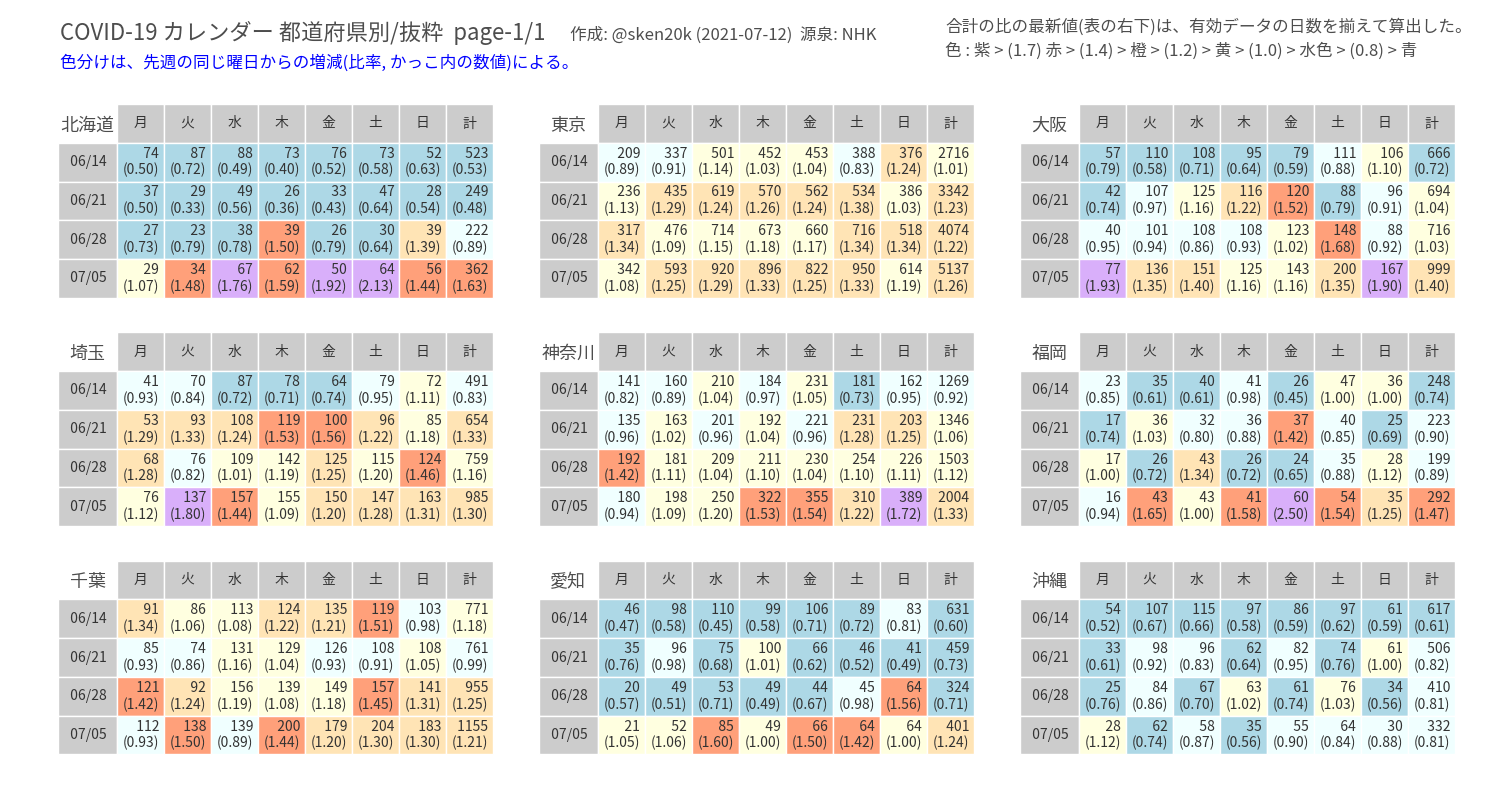 COVID-19 カレンダー 都道府県別/抜粋 page-1/1 作成: @sken20k (2021-07-12) 源泉: NHK
合計の比の最新値(表の右下)は、有効データの日数を揃えて算出した。
色分けは、先週の同じ曜日からの増減(比率, かっこ内の数値)による。
色 : 紫 > (1.7) 赤 > (1.4) > 橙 > (1.2) > 黄 > (1.0) > 水色 > (0.8) > 青
北海道 月 火 水 木 金 土 日 計
06/14 74 87 88 73 76 73 52 523
(0.50) (0.72) (0.49) (0.40) (0.52) (0.58) (0.63) (0.53)
06/21 37 29 49 26 33 47 28 249
(0.50) (0.33) (0.56) (0.36) (0.43) (0.64) (0.54) (0.48)
06/28 27 23 38 39 26 30 39 222
(0.73) (0.79) (0.78) (1.50) (0.79) (0.64) (1.39) (0.89)
07/05 29 34 67 62 50 64 56 362
(1.07) (1.48) (1.76) (1.59) (1.92) (2.13) (1.44) (1.63)
東京 月 火 水 木 金 土 日 計
06/14 209 337 501 452 453 388 376 2716
(0.89) (0.91) (1.14) (1.03) (1.04) (0.83) (1.24) (1.01)
06/21 236 435 619 570 562 534 386 3342
(1.13) (1.29) (1.24) (1.26) (1.24) (1.38) (1.03) (1.23)
06/28 317 476 714 673 660 716 518 4074
(1.34) (1.09) (1.15) (1.18) (1.17) (1.34) (1.34) (1.22)
07/05 342 593 920 896 822 950 614 5137
(1.08) (1.25) (1.29) (1.33) (1.25) (1.33) (1.19) (1.26)
大阪 月 火 水 木 金 土 日 計
06/14 57 110 108 95 79 111 106 666
(0.79) (0.58) (0.71) (0.64) (0.59) (0.88) (1.10) (0.72)
06/21 42 107 125 116 120 88 96 694
(0.74) (0.97) (1.16) (1.22) (1.52) (0.79) (0.91) (1.04)
06/28 40 101 108 108 123 148 88 716
(0.95) (0.94) (0.86) (0.93) (1.02) (1.68) (0.92) (1.03)
07/05 77 136 151 125 143 200 167 999
(1.93) (1.35) (1.40) (1.16) (1.16) (1.35) (1.90) (1.40)
埼玉 月 火 水 木 金 土 日 計
06/14 41 70 87 78 64 79 72 491
(0.93) (0.84) (0.72) (0.71) (0.74) (0.95) (1.11) (0.83)
06/21 53 93 108 119 100 96 85 654
(1.29) (1.33) (1.24) (1.53) (1.56) (1.22) (1.18) (1.33)
06/28 68 76 109 142 125 115 124 759
(1.28) (0.82) (1.01) (1.19) (1.25) (1.20) (1.46) (1.16)
07/05 76 137 157 155 150 147 163 985
(1.12) (1.80) (1.44) (1.09) (1.20) (1.28) (1.31) (1.30)
神奈川 月 火 水 木 金 土 日 計
06/14 141 160 210 184 231 181 162 1269
(0.82) (0.89) (1.04) (0.97) (1.05) (0.73) (0.95) (0.92)
06/21 135 163 201 192 221 231 203 1346
(0.96) (1.02) (0.96) (1.04) (0.96) (1.28) (1.25) (1.06)
06/28 192 181 209 211 230 254 226 1503
(1.42) (1.11) (1.04) (1.10) (1.04) (1.10) (1.11) (1.12)
07/05 180 198 250 322 355 310 389 2004
(0.94) (1.09) (1.20) (1.53) (1.54) (1.22) (1.72) (1.33)
福岡 月 火 水 木 金 土 日 計
06/14 23 35 40 41 26 47 36 248
(0.85) (0.61) (0.61) (0.98) (0.45) (1.00) (1.00) (0.74)
06/21 17 36 32 36 37 40 25 223
(0.74) (1.03) (0.80) (0.88) (1.42) (0.85) (0.69) (0.90)
06/28 17 26 43 26 24 35 28 199
(1.00) (0.72) (1.34) (0.72) (0.65) (0.88) (1.12) (0.89)
07/05 16 43 43 41 60 54 35 292
(0.94) (1.65) (1.00) (1.58) (2.50) (1.54) (1.25) (1.47)
千葉 月 火 水 木 金 土 日 計
06/14 91 86 113 124 135 119 103 771
(1.34) (1.06) (1.08) (1.22) (1.21) (1.51) (0.98) (1.18)
06/21 85 74 131 129 126 108 108 761
(0.93) (0.86) (1.16) (1.04) (0.93) (0.91) (1.05) (0.99)
06/28 121 92 156 139 149 157 141 955
(1.42) (1.24) (1.19) (1.08) (1.18) (1.45) (1.31) (1.25)
07/05 112 138 139 200 179 204 183 1155
(0.93) (1.50) (0.89) (1.44) (1.20) (1.30) (1.30) (1.21)
愛知 月 火 水 木 金 土 日 計
06/14 46 98 110 99 106 89 83 631
(0.47) (0.58) (0.45) (0.58) (0.71) (0.72) (0.81) (0.60)
06/21 35 96 75 100 66 46 41 459
(0.76) (0.98) (0.68) (1.01) (0.62) (0.52) (0.49) (0.73)
06/28 20 49 53 49 44 45 64 324
(0.57) (0.51) (0.71) (0.49) (0.67) (0.98) (1.56) (0.71)
07/05 21 52 85 49 66 64 64 401
(1.05) (1.06) (1.60) (1.00) (1.50) (1.42) (1.00) (1.24)
沖縄 月 火 水 木 金 土 日 計
06/14 54 107 115 97 86 97 61 617
(0.52) (0.67) (0.66) (0.58) (0.59) (0.62) (0.59) (0.61)
06/21 33 98 96 62 82 74 61 506
(0.61) (0.92) (0.83) (0.64) (0.95) (0.76) (1.00) (0.82)
06/28 25 84 67 63 61 76 34 410
(0.76) (0.86) (0.70) (1.02) (0.74) (1.03) (0.56) (0.81)
07/05 28 62 58 35 55 64 30 332
(1.12) (0.74) (0.87) (0.56) (0.90) (0.84) (0.88) (0.81)